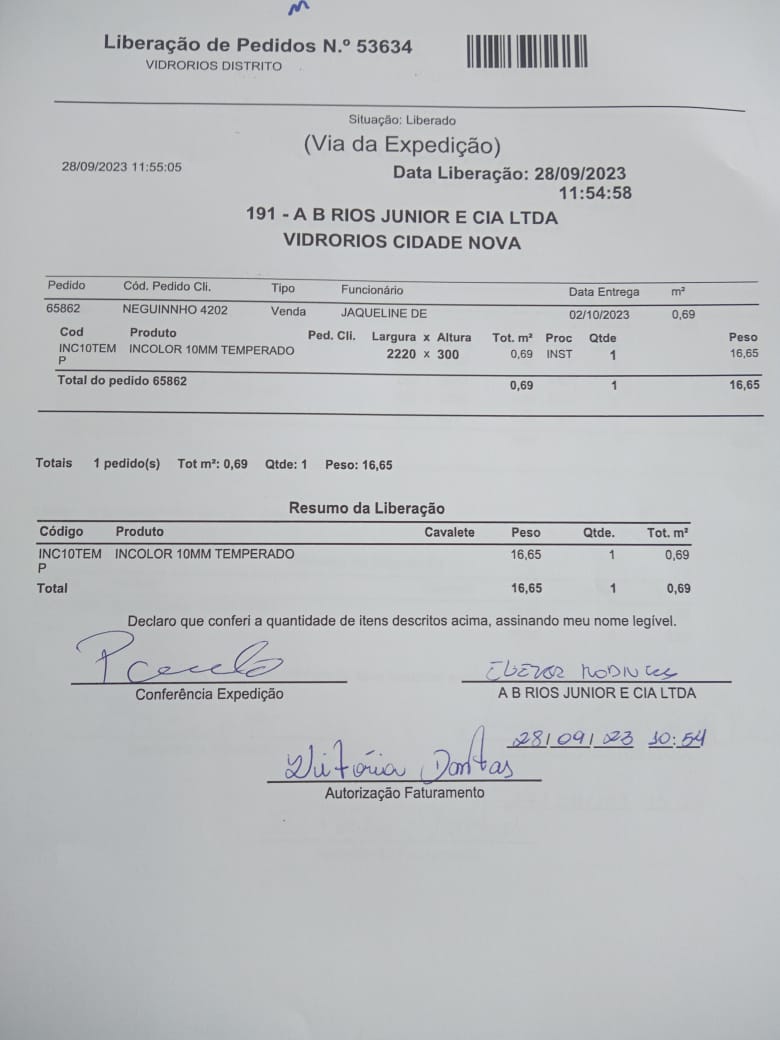 Liberação de Pedidos N.º 53634
VIDRORIOS DISTRITO
Situação: Liberado
(Via da Expedição)
28/09/2023 11:55:05
Data Liberação: 28/09/2023
11:54:58
191 - A B RIOS JUNIOR E CIA LTDA
VIDRORIOS CIDADE NOVA
Pedido Cód. Pedido Cli. Tipo Funcionário Data Entrega m²
65862 NEGUINNHO 4202 Venda JAQUELINE DE 02/10/2023 0,69
Cod Produto Ped. Cli. Largura x Altura Tot. m² Proc Qtde Peso
INC10TEM INCOLOR 10MM TEMPERADO 2220 x 300 0,69 INST 1 16,65
P
Total do pedido 65862 0,69 1 16,65
Totais 1 pedido(s) Tot m²: 0,69 Qtde: 1 Peso: 16,65
Resumo da Liberação
Código Produto Cavalete Peso Qtde. Tot. m²
INC10TEM INCOLOR 10MM TEMPERADO 16,65 1 0,69
P
Total 16,65 1 0,69
Declaro que conferi a quantidade de itens descritos acima, assinando meu nome legível.
Conferência Expedição
A B RIOS JUNIOR E CIA LTDA
28/09/23 10:54
Vitória Dantas
Autorização Faturamento